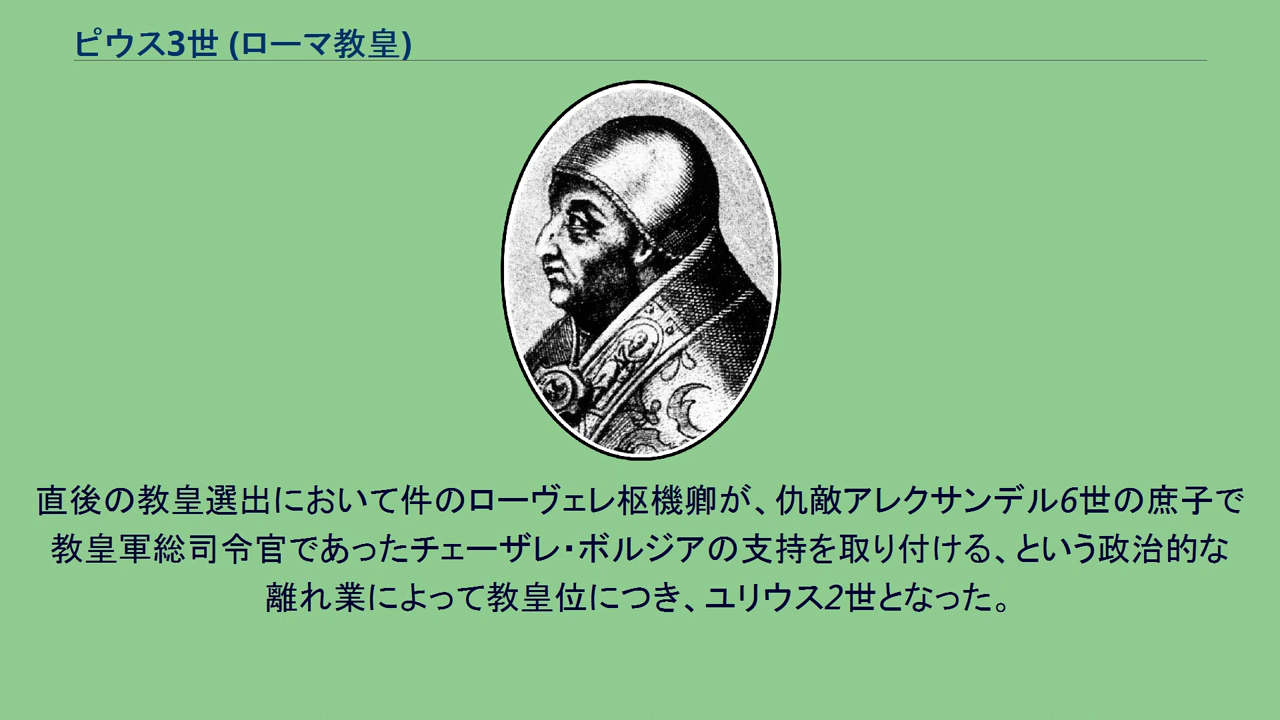 ピウス3世 (ローマ教皇)
直後の教皇選出において件のローヴェレ枢機卿が、仇敵アレクサンデル6世の庶子で
教皇軍総司令官であったチェーザレ・ボルジアの支持を取り付ける、という政治的な
離れ業によって教皇位につき、ユリウス2世となった。